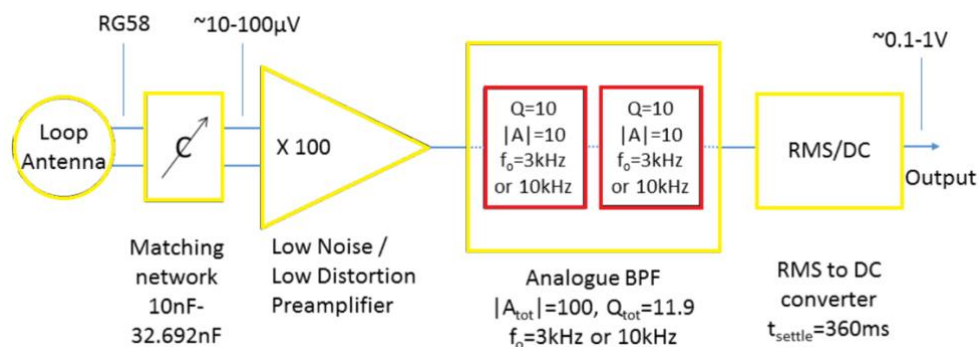 RG58
~10-100µV
~0.1-1V
Loop
Antenna
C
X 100
Q=10
|A|=10
fo=3kHz
or 10kHz
Q=10
|A|=10
fo=3kHz
or 10kHz
RMS/DC
Output
Matching
network
10nF-
32.692nF
Low Noise /
Low Distortion
Preamplifier
Analogue BPF
|Atot|=100, Qtot=11.9
fo=3kHz or 10kHz
RMS to DC
converter
tsettle=360ms